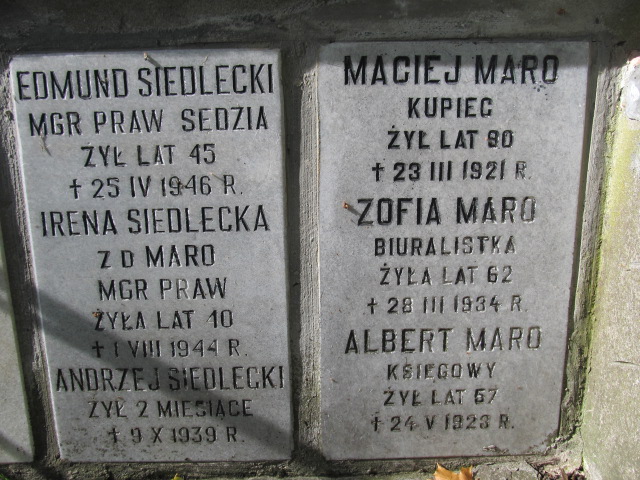 EDMUND SIEDLECKI
MGR PRAW SEDZIA
ŻYŁ LAT 45
† 25 IV 1946 R.
IRENA SIEDLECKA
Z D MARO
MGR PRAW
ŻYŁA LAT 40
† 1 VIII 1944 R.
ANDRZEJ SIEDLECKI
ŻYŁ 2 MIESIĄCE
† 9 X 1939 R.
MACIEJ MARO
KUPIEC
ŻYŁ LAT 80
† 23 III 1921 R.
ZOFIA MARO
BIURALISTKA
ŻYŁA LAT 62
† 28 III 1934 R.
ALBERT MARO
KSIĘGOWY
ŻYŁ LAT 57
† 24 V 1923 R.